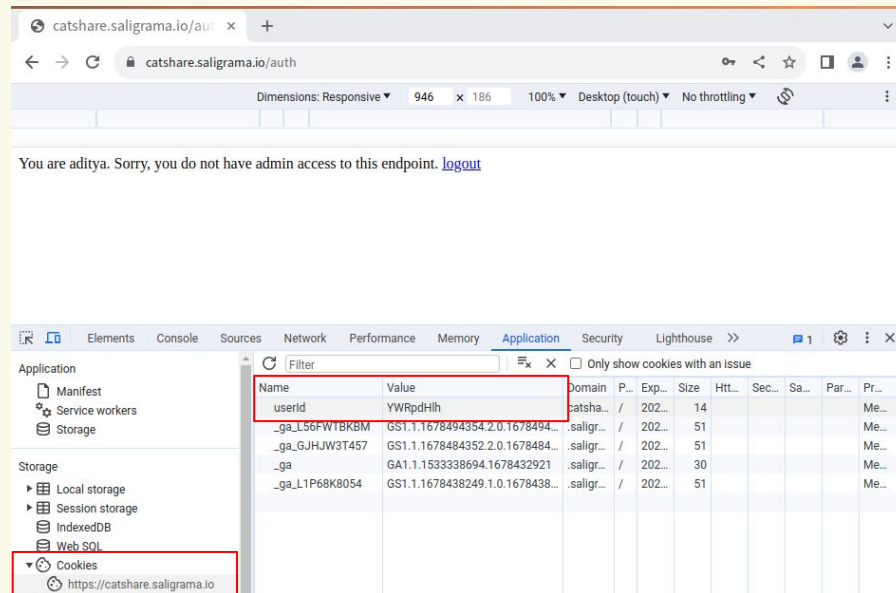 catshare.saligrama.io/aut
catshare.saligrama.io/auth
Dimensions: Responsive 946 x 186 100% Desktop (touch) No throttling
You are aditya. Sorry, you do not have admin access to this endpoint. logout
Elements Console Sources Network Performance Memory Application Security Lighthouse 1
Application
Manifest
Service workers
Storage
Storage
Local storage
Session storage
IndexedDB
Web SQL
Cookies
https://catshare.saligrama.io
Filter Only show cookies with an issue
Name Value Domain P... Exp... Size Htt... Sec... Sa... Par... Pr...
userId YWRpdHlh catsha... / 202... 14 Me...
_ga_L56FWTBKBM GS1.1.1678494354.2.0.1678494... .saligr... / 202... 51 Me...
_ga_GJHJW3T457 GS1.1.1678484352.2.0.1678484... .saligr... / 202... 51 Me...
_ga GA1.1.1533338694.1678432921 .saligr... / 202... 30 Me...
_ga_L1P68K8054 GS1.1.1678438249.1.0.1678438... .saligr... / 202... 51 Me...